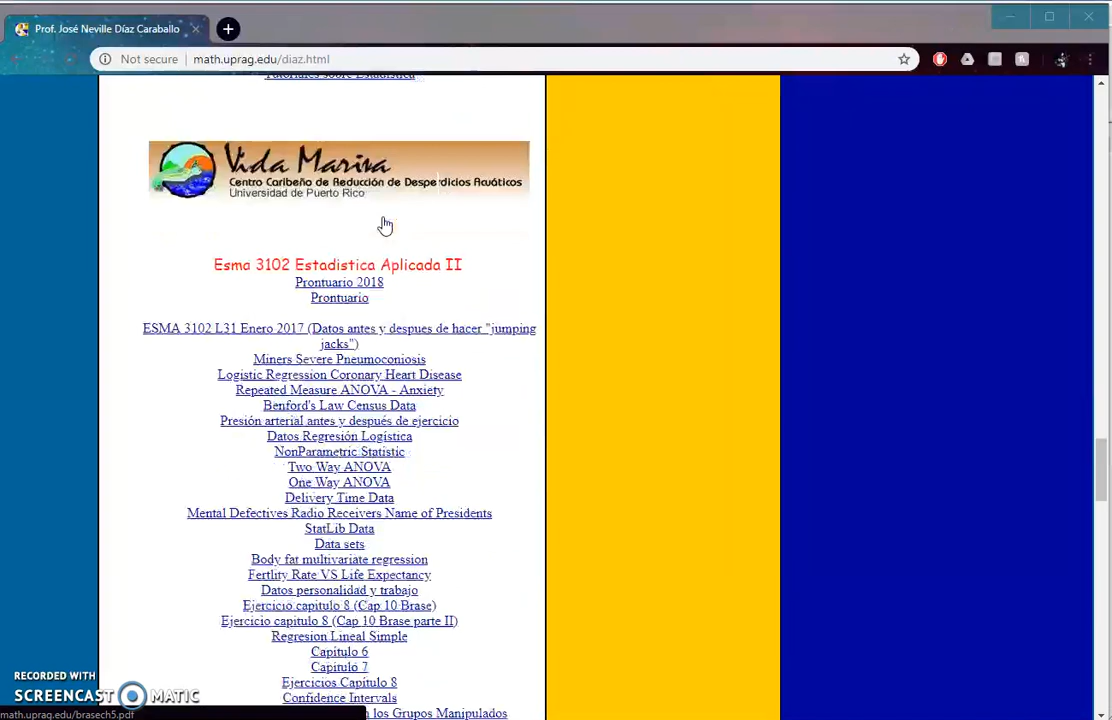 Prof. José Neville Díaz Caraballo
Not secure math.uprag.edu/diaz.html
Tutoriales sobre Estadística
Vida Marina
Centro Caribeño de Reducción de Desperdicios Acuáticos
Universidad de Puerto Rico
Esma 3102 Estadistica Aplicada II
Prontuario 2018
Prontuario
ESMA 3102 L31 Enero 2017 (Datos antes y despues de hacer "jumping
jacks")
Miners Severe Pneumoconiosis
Logistic Regression Coronary Heart Disease
Repeated Measure ANOVA - Anxiety
Benford's Law Census Data
Presión arterial antes y después de ejercicio
Datos Regresión Logística
NonParametric Statistic
Two Way ANOVA
One Way ANOVA
Delivery Time Data
Mental Defectives Radio Receivers Name of Presidents
StatLib Data
Data sets
Body fat multivariate regression
Fertlity Rate VS Life Expectancy
Datos personalidad y trabajo
Ejercicio capitulo 8 (Cap 10 Brase)
Ejercicio capitulo 8 (Cap 10 Brase parte II)
Regresion Lineal Simple
Capitulo 6
Capitulo 7
Ejercicios Capítulo 8
Confidence Intervals
n los Grupos Manipulados
RECORDED WITH
SCREENCAST MATIC
math.uprag.edu/brasech5.pdf